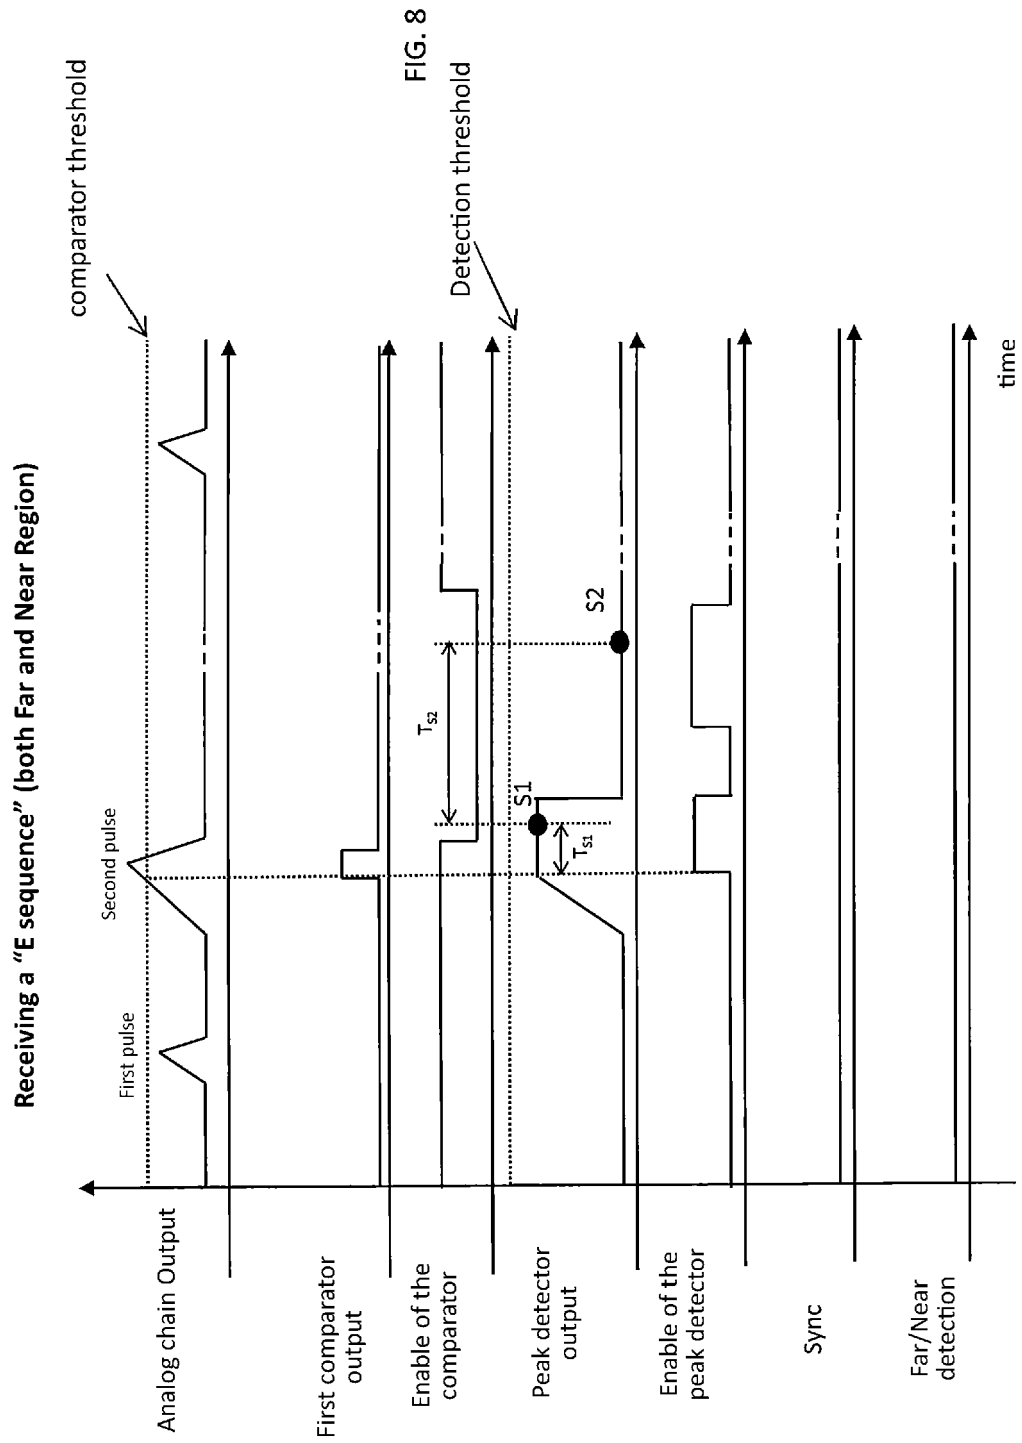 Receiving a “E sequence” (both Far and Near Region)
comparator threshold
First pulse
Second pulse
Analog chain Output
First comparator
output
Enable of the
comparator
TS2
FIG. 8
Detection threshold
Peak detector
output
S1
S2
TS1
Enable of the
peak detector
Sync
Far/Near
detection
time